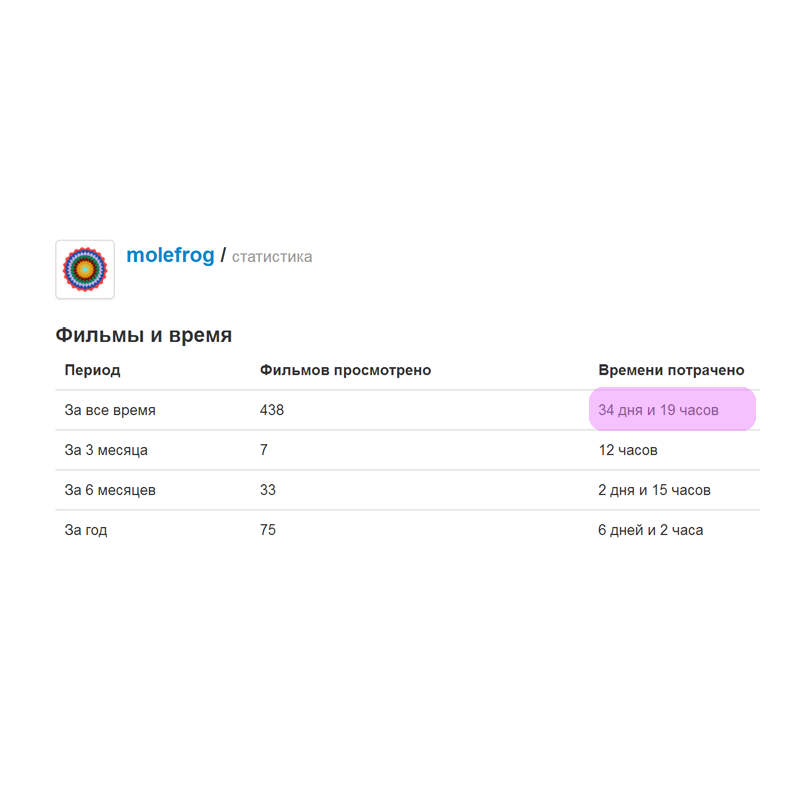 molefrog / статистика
Фильмы и время
Период Фильмов просмотрено Времени потрачено
За все время 438 34 дня и 19 часов
За 3 месяца 7 12 часов
За 6 месяцев 33 2 дня и 15 часов
За год 75 6 дней и 2 часа